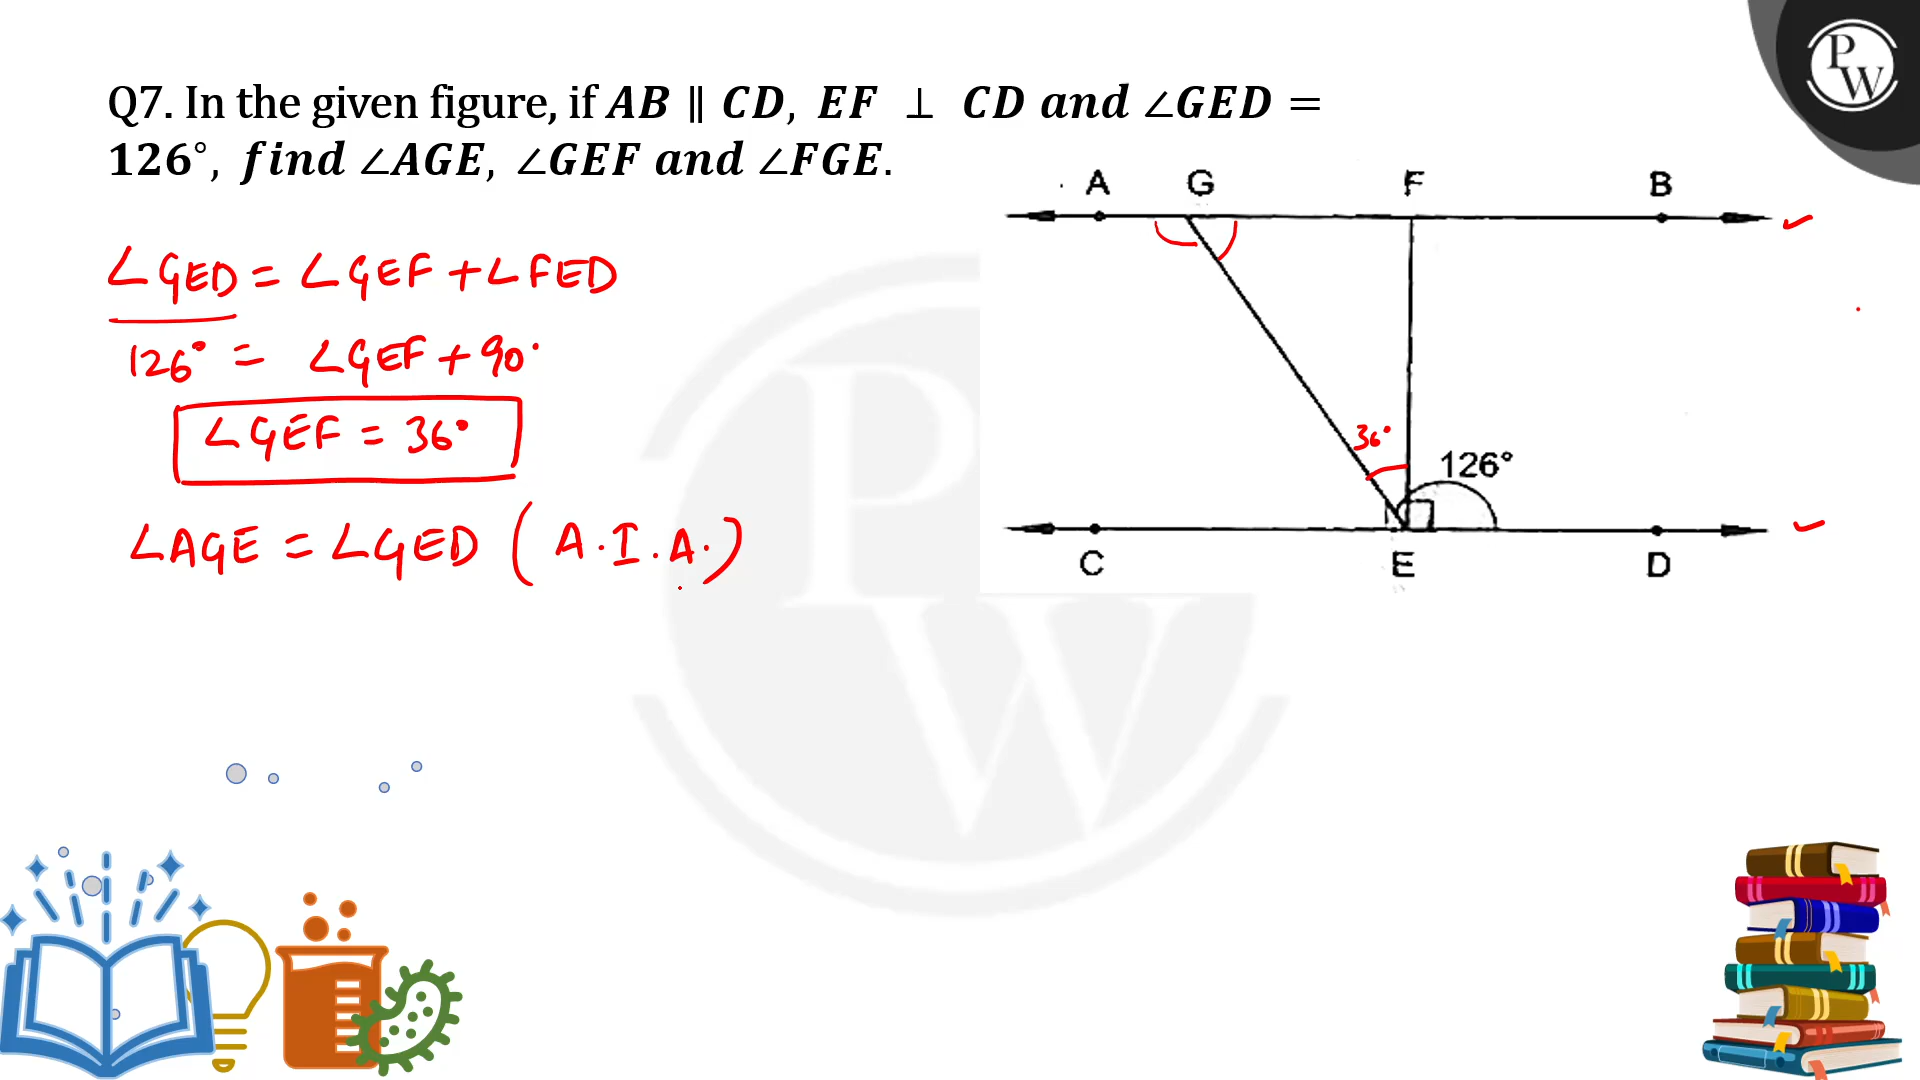 Q7. In the given figure, if AB ∥ CD, EF ⊥ CD and ∠GED =
126°, find ∠AGE, ∠GEF and ∠FGE.
∠GED = ∠GEF + ∠FED
126° = ∠GEF + 90°
∠GEF = 36°
∠AGE = ∠GED (A.I.A.)
A G F B
36°
126°
C E D
P
W
P
W